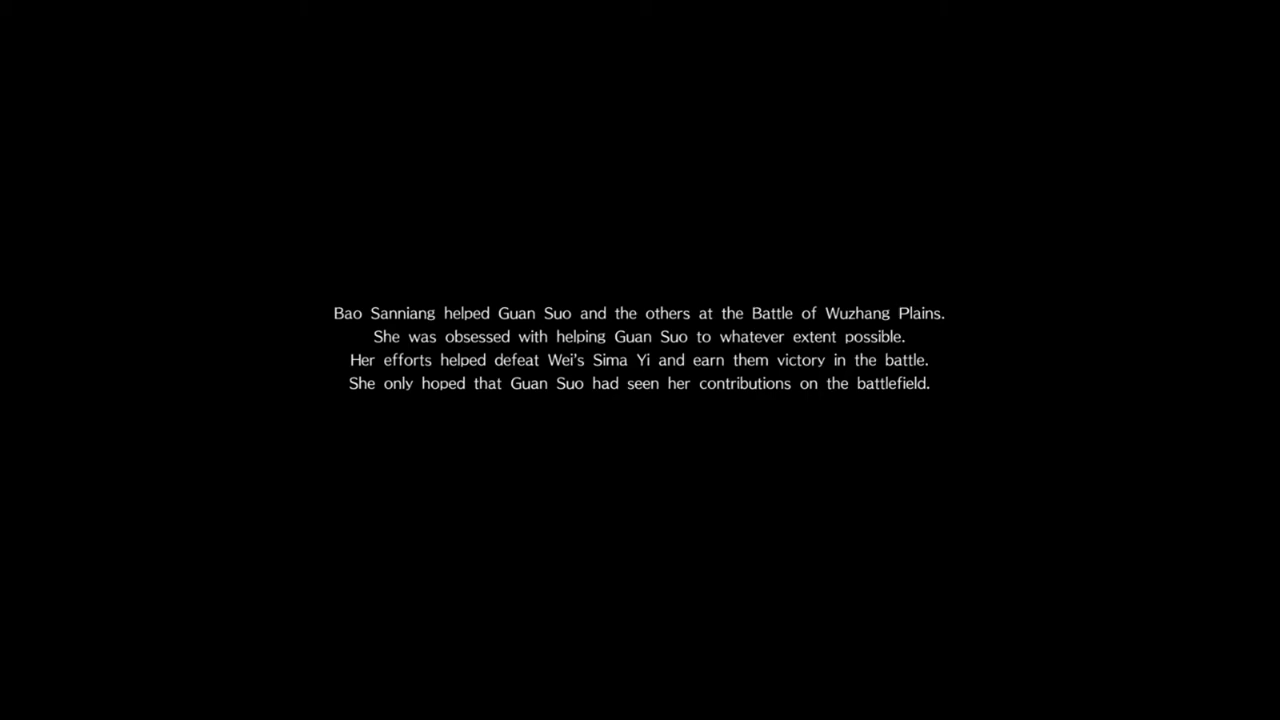 Bao Sanniang helped Guan Suo and the others at the Battle of Wuzhang Plains.
She was obsessed with helping Guan Suo to whatever extent possible.
Her efforts helped defeat Wei's Sima Yi and earn them victory in the battle.
She only hoped that Guan Suo had seen her contributions on the battlefield.